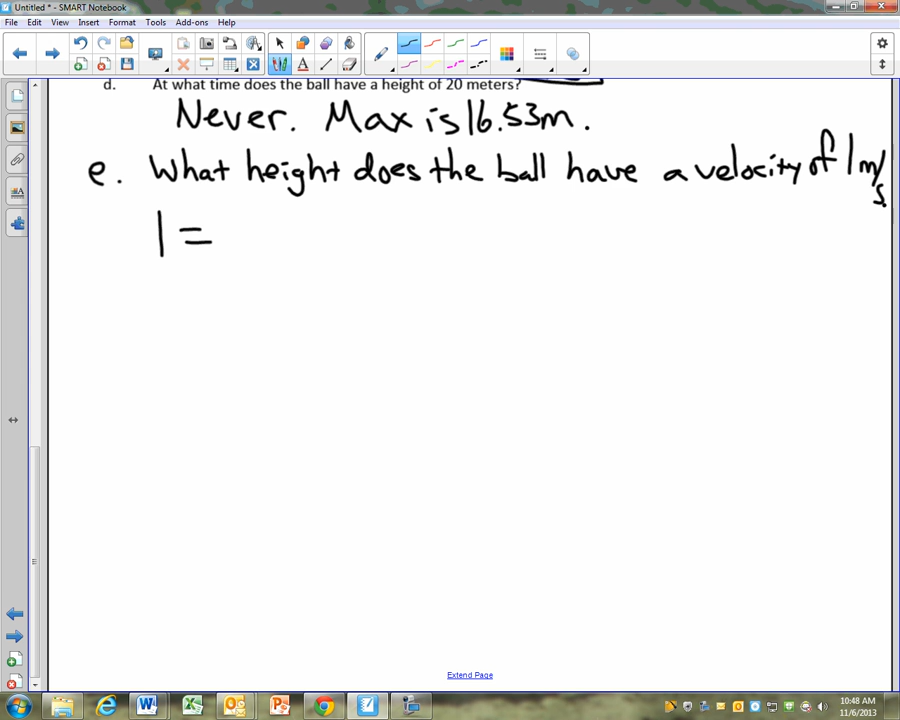 Untitled * - SMART Notebook
File Edit View Insert Format Tools Add-ons Help
d. At what time does the ball have a height of 20 meters?
Never. Max is 16.53m.
e. What height does the ball have a velocity of 1 m/s.
1 =
Extend Page
10:48 AM
11/6/2013